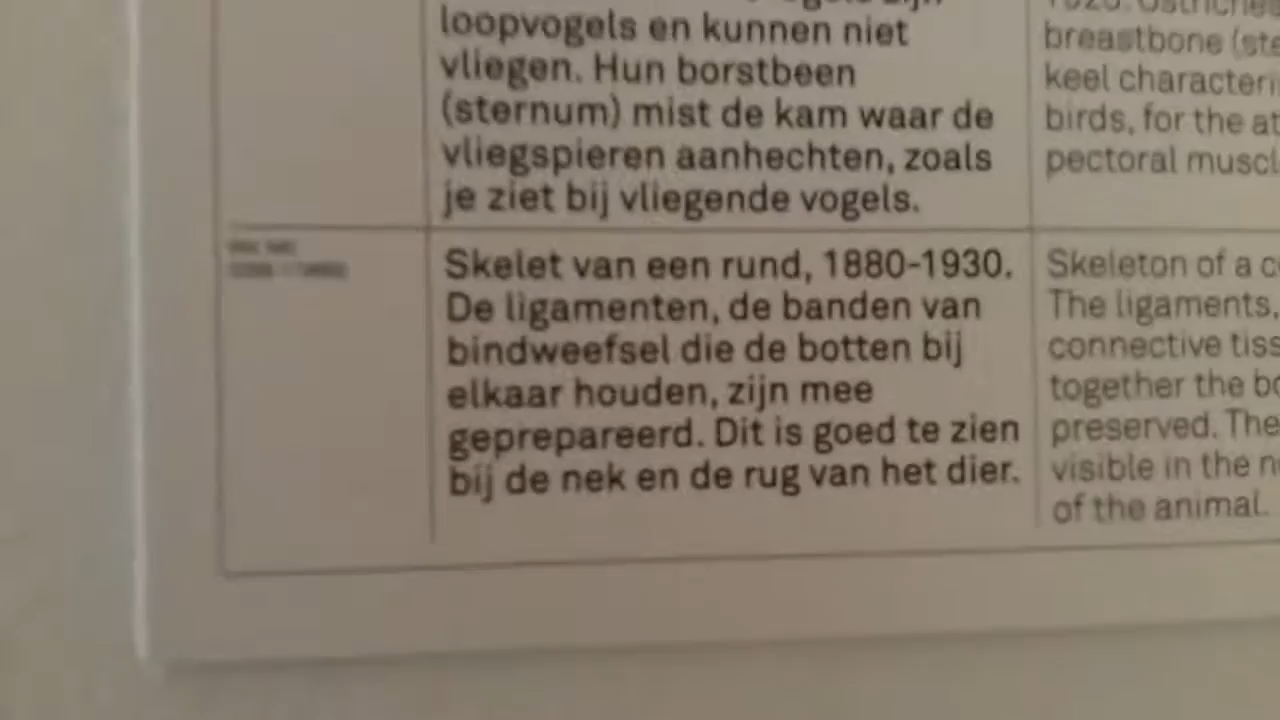 loopvogels en kunnen niet
vliegen. Hun borstbeen
(sternum) mist de kam waar de
vliegspieren aanhechten, zoals
je ziet bij vliegende vogels.
breastbone
keel
birds, for the
pectoral
Skelet van een rund, 1880-1930.
De ligamenten, de banden van
bindweefsel die de botten bij
elkaar houden, zijn mee
geprepareerd. Dit is goed te zien
bij de nek en de rug van het dier.
Skeleton of a
The ligaments,
connective
together the
preserved. The
visible in the
of the animal.